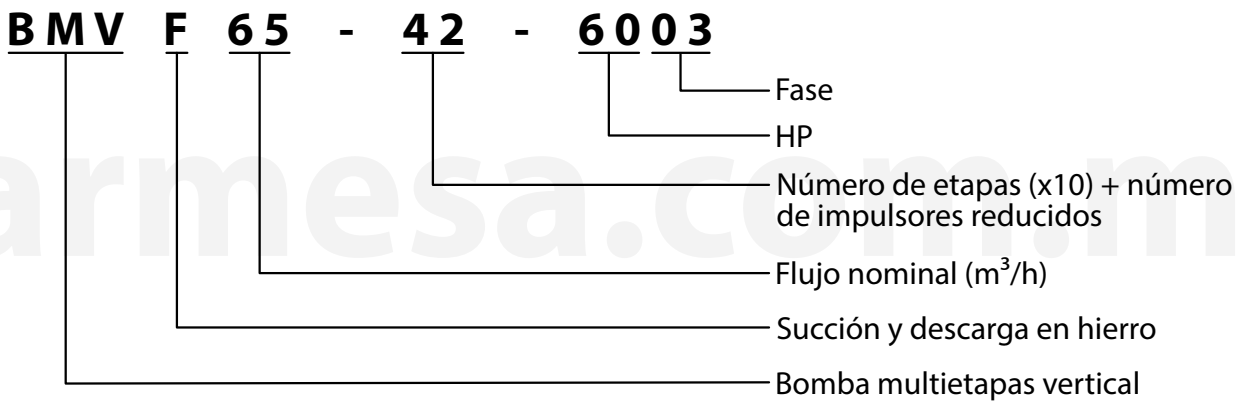 BMV F 65 - 42 - 6003
Fase
HP
Número de etapas (x10) + número
de impulsores reducidos
Flujo nominal (m³/h)
Succión y descarga en hierro
Bomba multietapas vertical
armesa.com.m